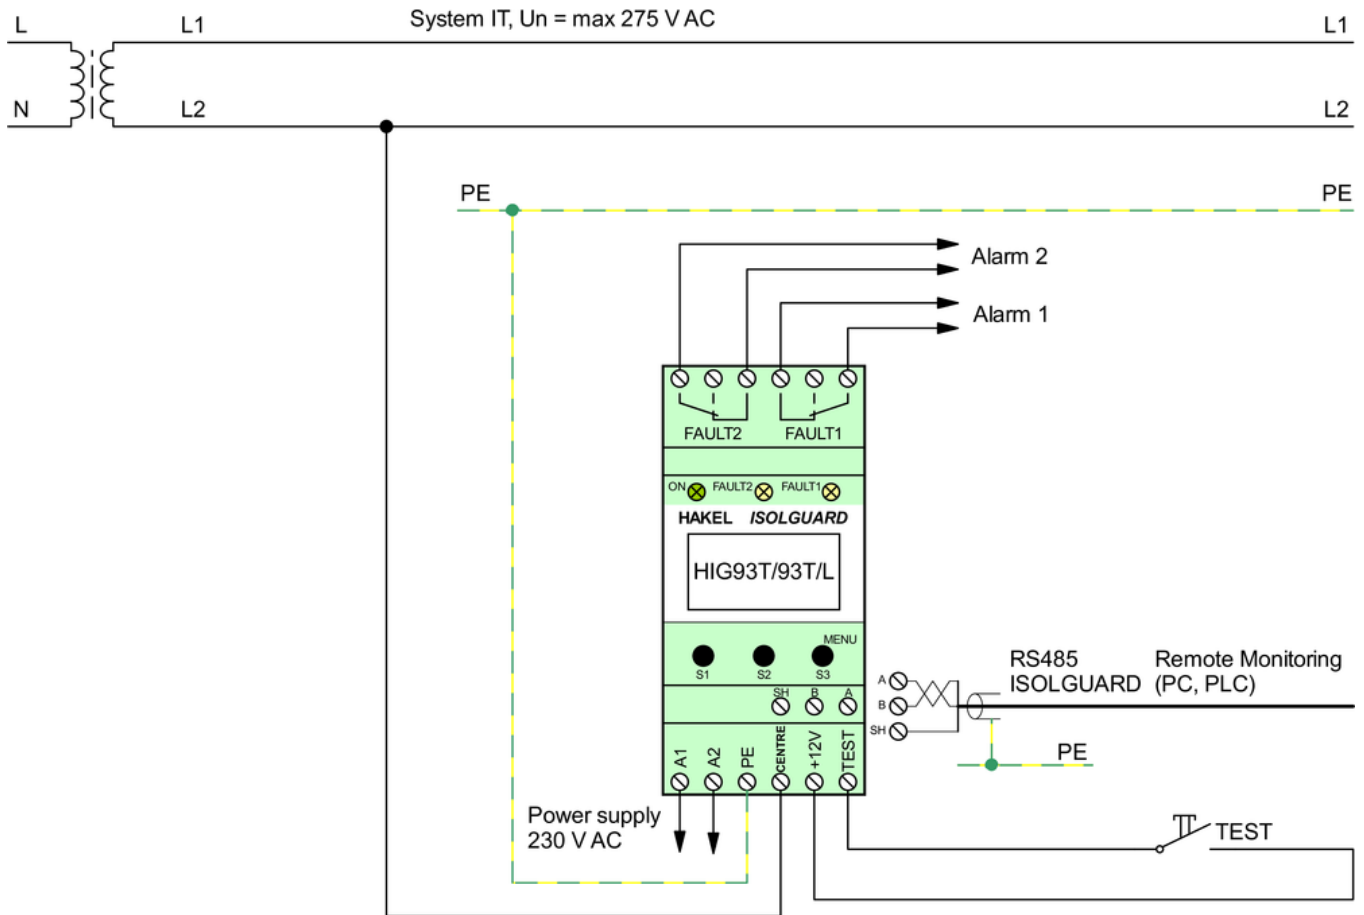 L
L1
System IT, Un = max 275 V AC
L1
N
L2
L2
PE
PE
Alarm 2
Alarm 1
FAULT2
FAULT1
ON
FAULT2
FAULT1
HAKEL ISOLGUARD
HIG93T/93T/L
MENU
S1
S2
S3
SH
B
A
A
B
SH
RS485
ISOLGUARD
Remote Monitoring
(PC, PLC)
PE
A1
A2
PE
CENTRE
+12V
TEST
Power supply
230 V AC
TEST